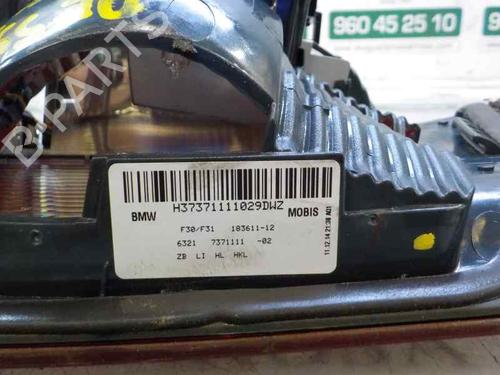 960 45 25 10
B-PARTS
H37371111029DWZ
BMW
MOBIS
F30/F31 183611-12
6321 7371111 -02
ZB LI HL HKL
11.12.14 21:38 A01